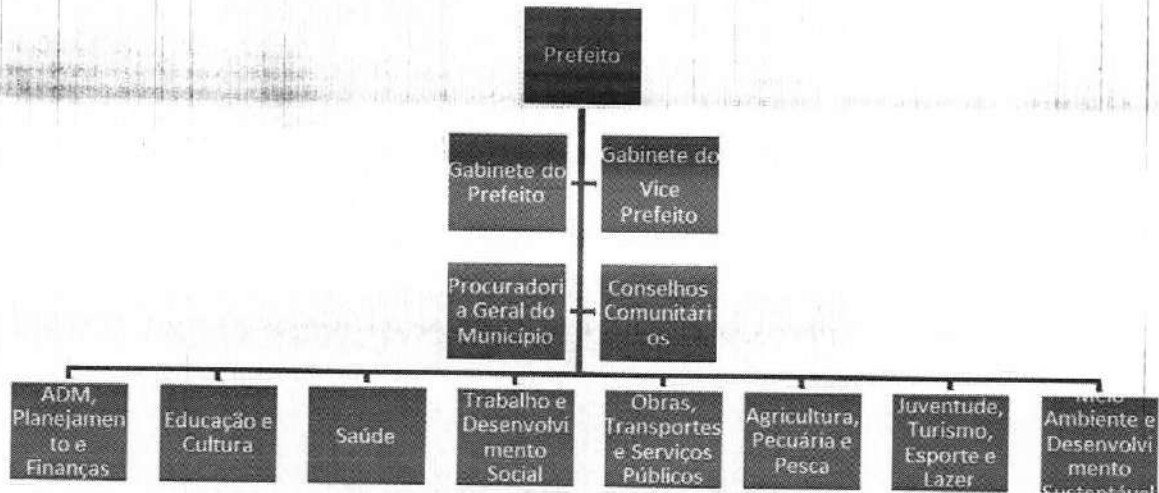 Prefeito
Gabinete do
Prefeito
Gabinete do
Vice
Prefeito
Procuradori
a Geral do
Município
Conselhos
Comunitári
os
ADM,
Planejamen
to e
Finanças
Educação e
Cultura
Saúde
Trabalho e
Desenvolvi
mento
Social
Obras,
Transportes
e Serviços
Públicos
Agricultura,
Pecuária e
Pesca
Juventude,
Turismo,
Esporte e
Lazer
Meio
Ambiente e
Desenvolvi
mento
Sustentável